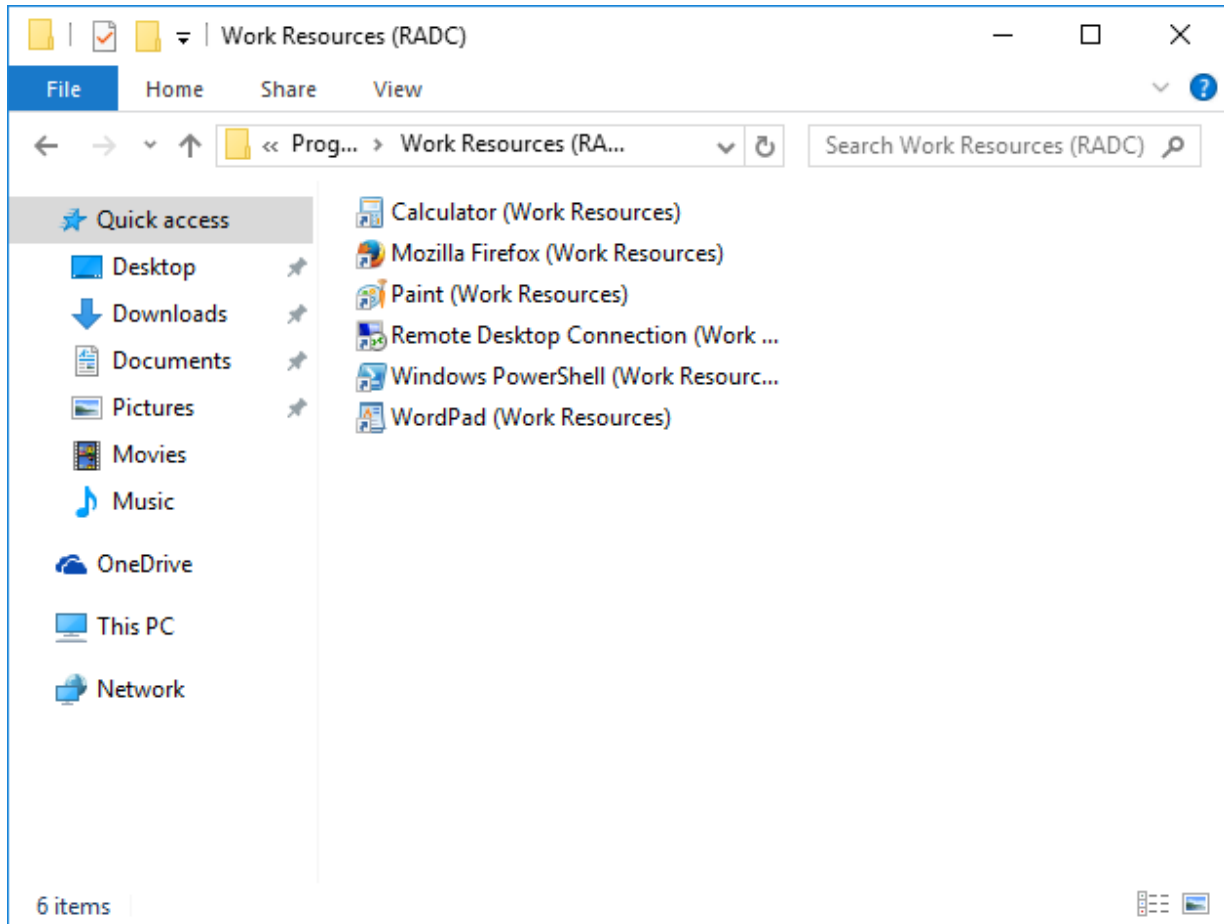 Work Resources (RADC)
File Home Share View
« Prog... > Work Resources (RA... Search Work Resources (RADC)
Quick access
Desktop
Downloads
Documents
Pictures
Movies
Music
OneDrive
This PC
Network
Calculator (Work Resources)
Mozilla Firefox (Work Resources)
Paint (Work Resources)
Remote Desktop Connection (Work ...
Windows PowerShell (Work Resourc...
WordPad (Work Resources)
6 items